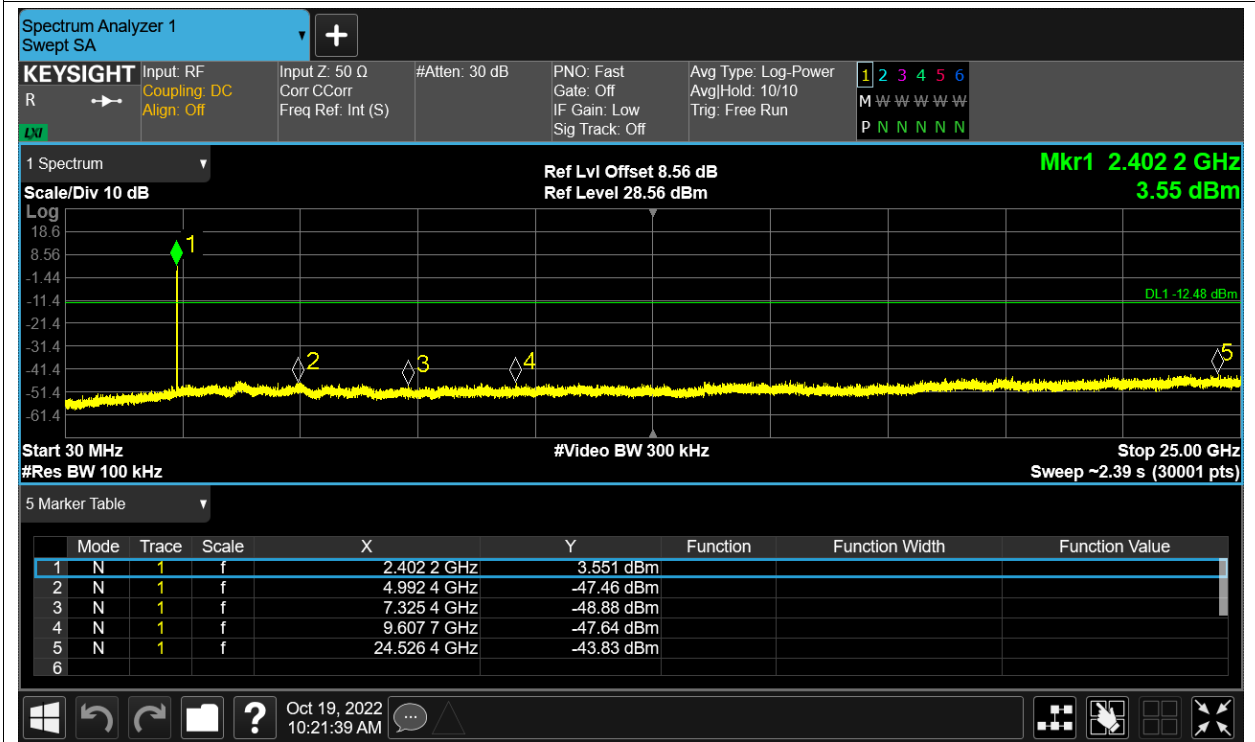 Spectrum Analyzer 1
Swept SA
KEYSIGHT
R
LXI
Input: RF
Coupling: DC
Align: Off
Input Z: 50 Ω
Corr CCorr
Freq Ref: Int (S)
#Atten: 30 dB
PNO: Fast
Gate: Off
IF Gain: Low
Sig Track: Off
Avg Type: Log-Power
Avg|Hold: 10/10
Trig: Free Run
1 2 3 4 5 6
M W W W W W
P N N N N N
1 Spectrum
Scale/Div 10 dB
Ref Lvl Offset 8.56 dB
Ref Level 28.56 dBm
Mkr1 2.402 2 GHz
3.55 dBm
Log
18.6
8.56
-1.44
-11.4
-21.4
-31.4
-41.4
-51.4
-61.4
1
2
3
4
5
DL1 -12.48 dBm
Start 30 MHz
#Res BW 100 kHz
#Video BW 300 kHz
Stop 25.00 GHz
Sweep ~2.39 s (30001 pts)
5 Marker Table
Mode Trace Scale X Y Function Function Width Function Value
1 N 1 f 2.402 2 GHz 3.551 dBm
2 N 1 f 4.992 4 GHz -47.46 dBm
3 N 1 f 7.325 4 GHz -48.88 dBm
4 N 1 f 9.607 7 GHz -47.64 dBm
5 N 1 f 24.526 4 GHz -43.83 dBm
6
?
Oct 19, 2022
10:21:39 AM